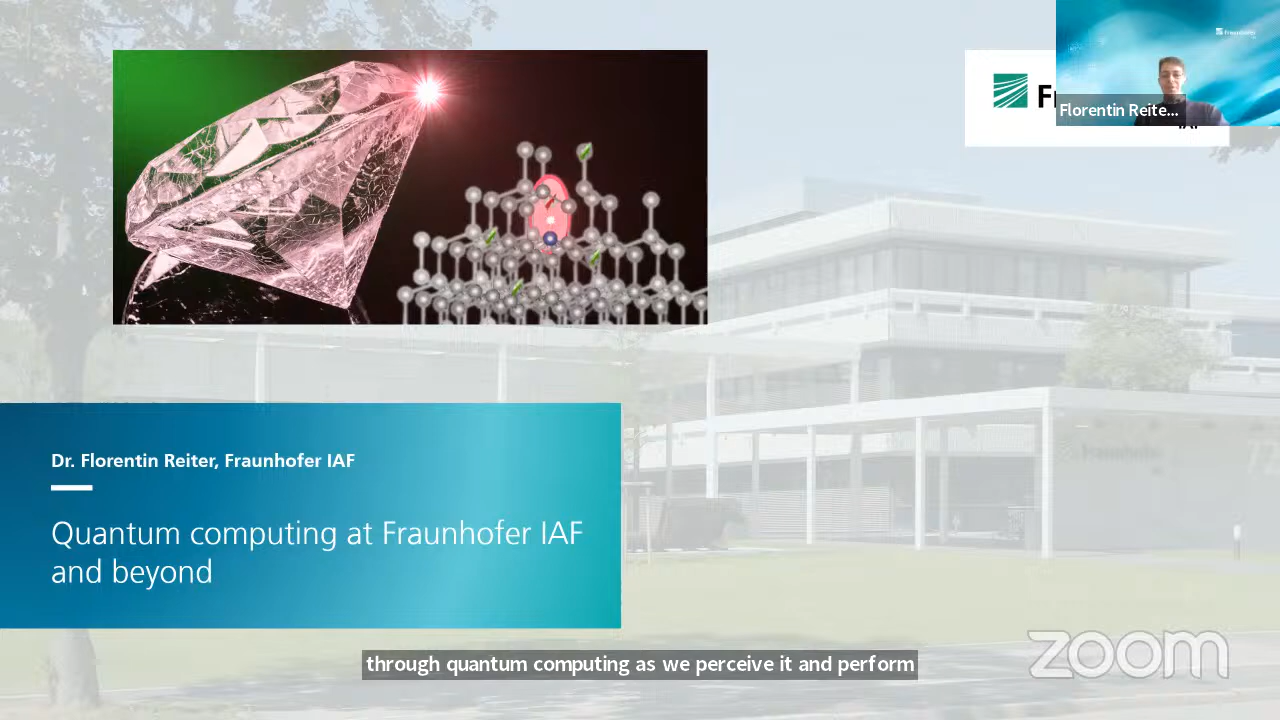 Fraunhofer
Florentin Reite...
Dr. Florentin Reiter, Fraunhofer IAF
Quantum computing at Fraunhofer IAF
and beyond
through quantum computing as we perceive it and perform
zoom